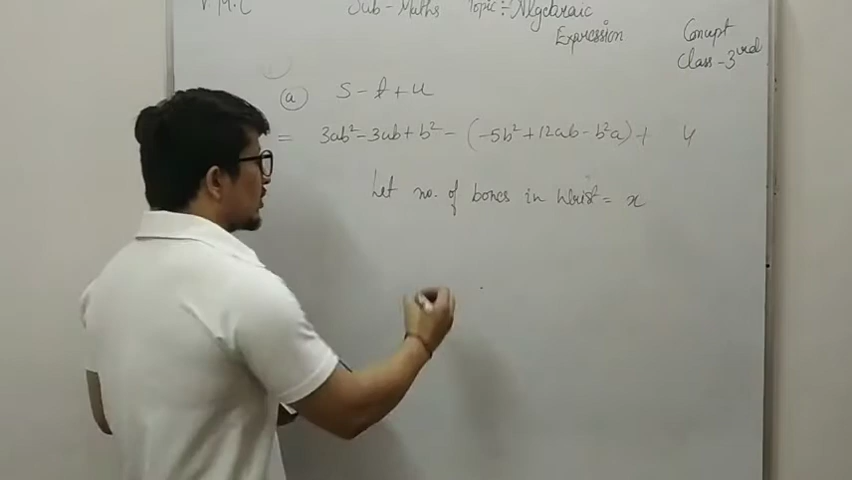 Sub - Maths Topic :- Algebraic
Expression
Concept
Class - 3rd
(a) s - t + u
= 3ab² - 3ab + b² - (-5b² + 12ab - b²a) + 4
Let no. of bones in Wrist = x